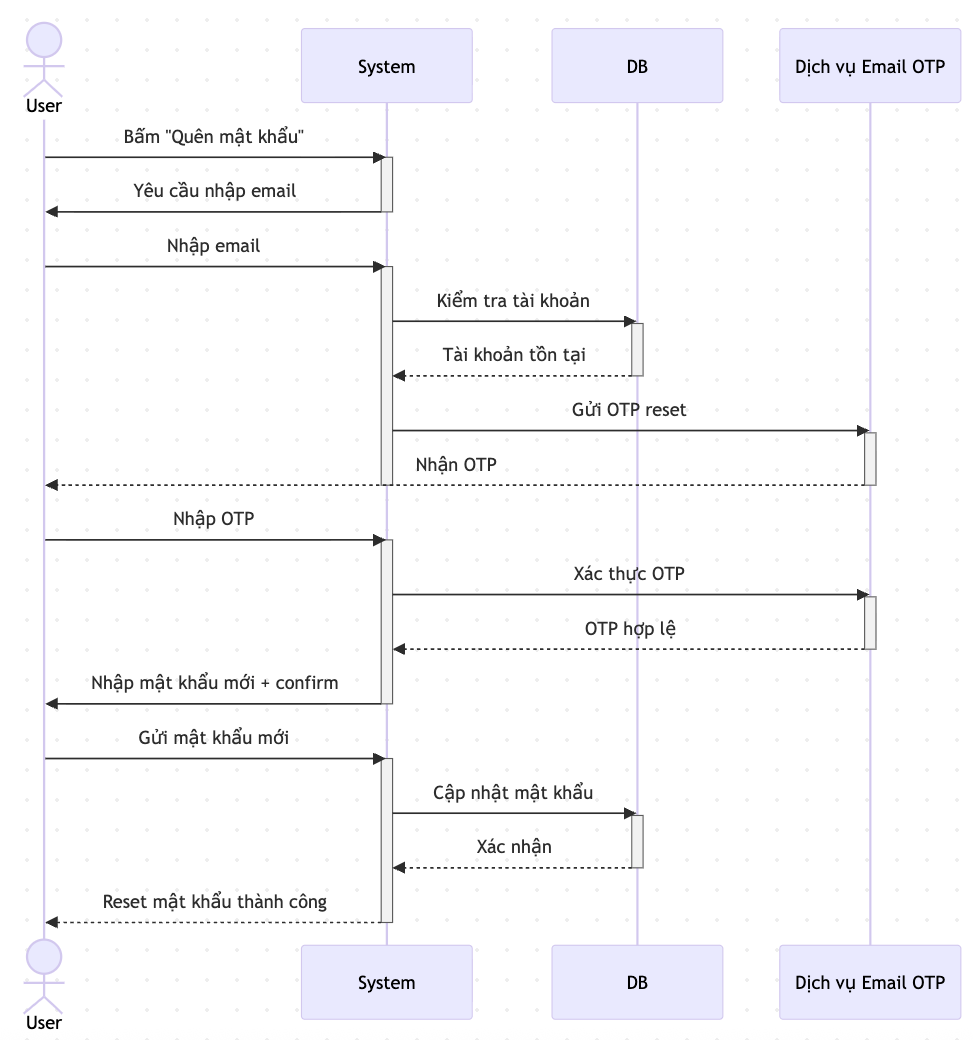 System
DB
Dịch vụ Email OTP
User
Bấm "Quên mật khẩu"
Yêu cầu nhập email
Nhập email
Kiểm tra tài khoản
Tài khoản tồn tại
Gửi OTP reset
Nhận OTP
Nhập OTP
Xác thực OTP
OTP hợp lệ
Nhập mật khẩu mới + confirm
Gửi mật khẩu mới
Cập nhật mật khẩu
Xác nhận
Reset mật khẩu thành công
System
DB
Dịch vụ Email OTP
User